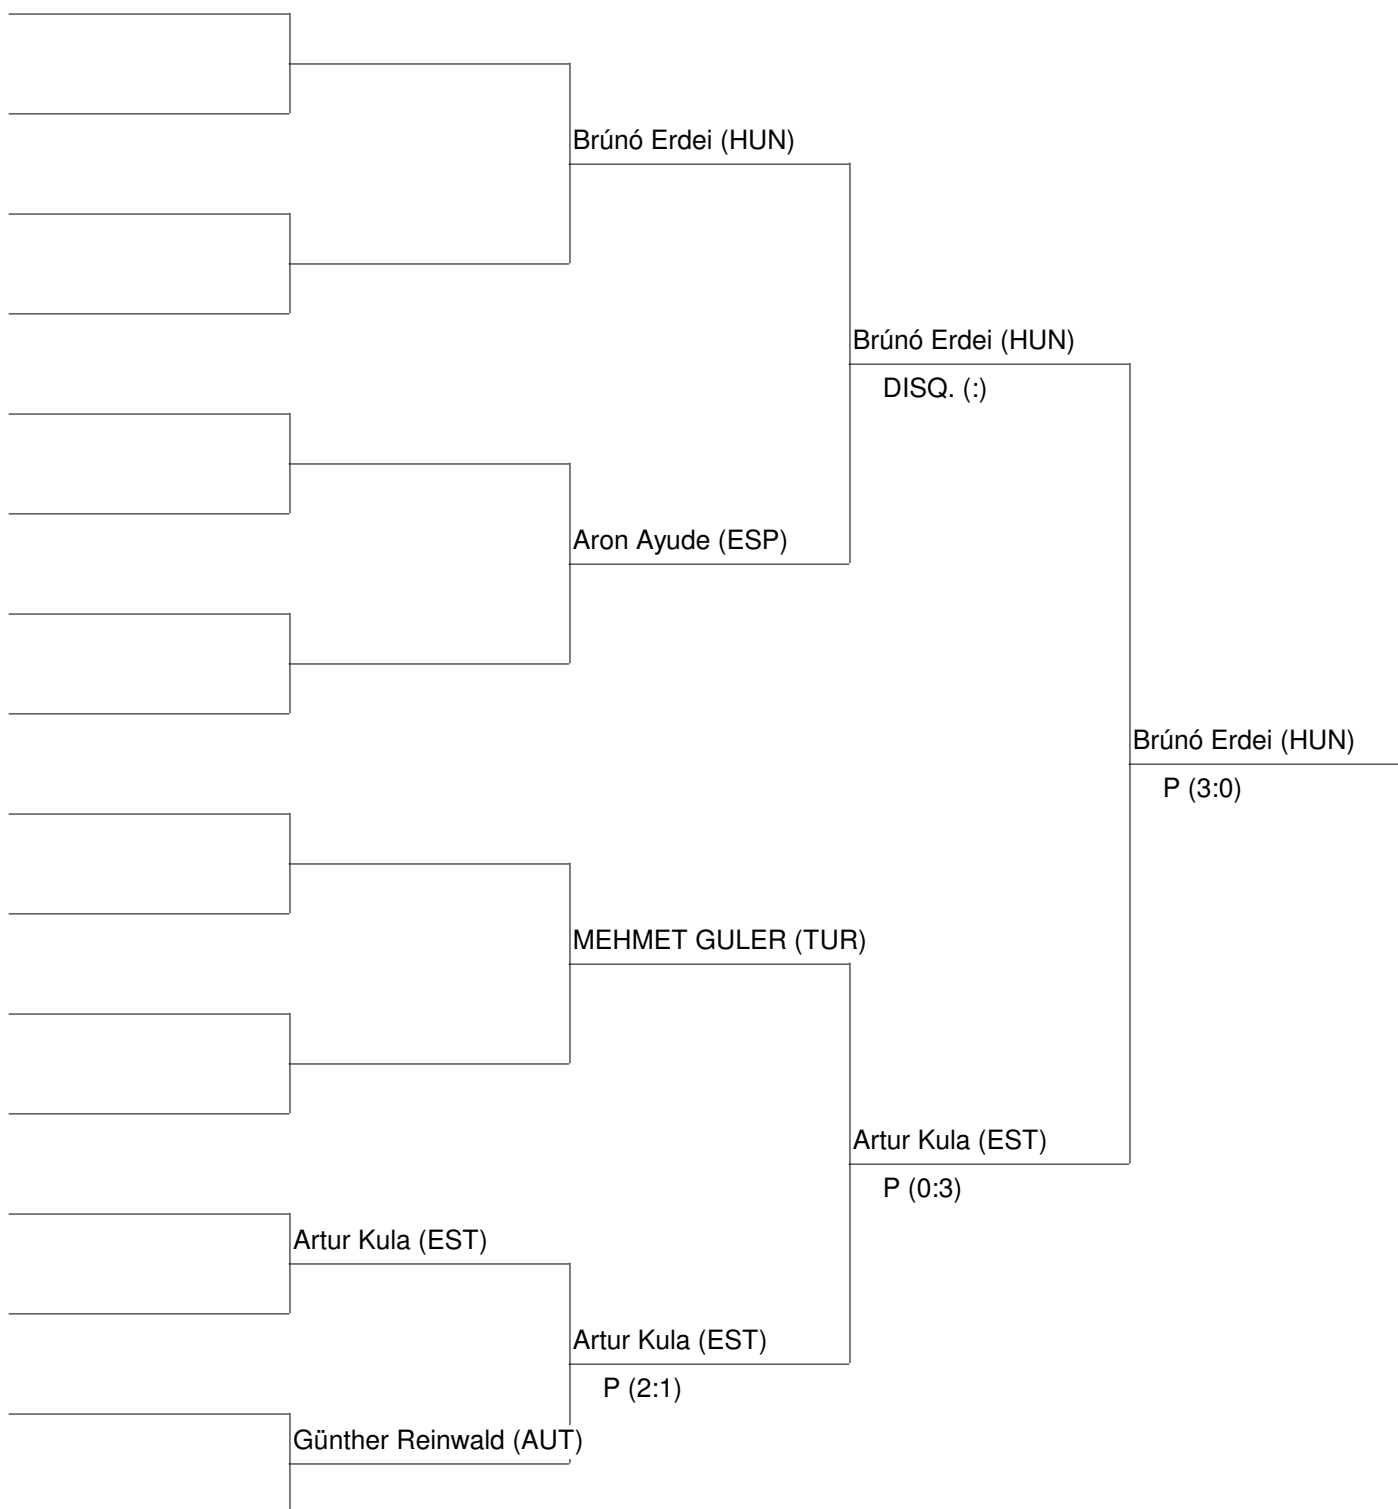 Brúnó Erdei (HUN)
Brúnó Erdei (HUN)
DISQ. (:)
Aron Ayude (ESP)
Brúnó Erdei (HUN)
P (3:0)
MEHMET GULER (TUR)
Artur Kula (EST)
P (0:3)
Artur Kula (EST)
Artur Kula (EST)
P (2:1)
Günther Reinwald (AUT)